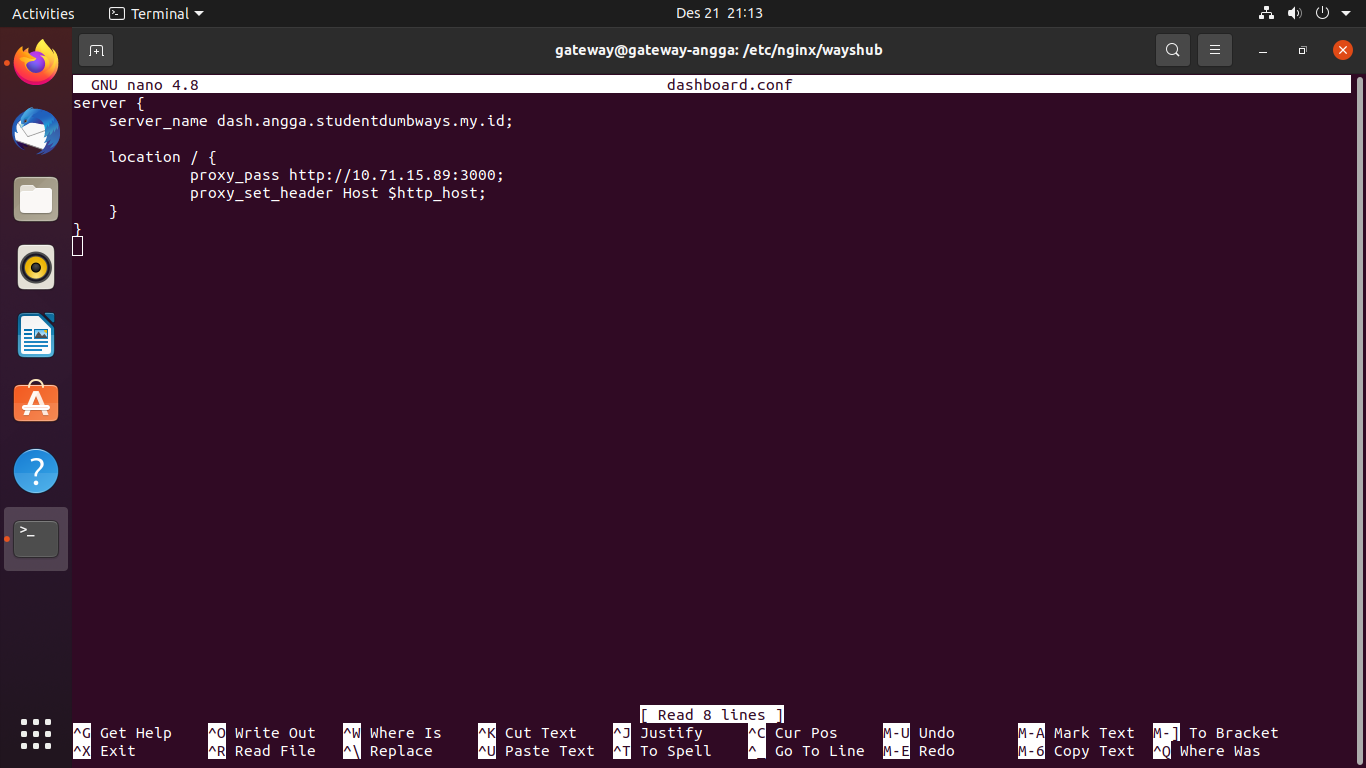 Activities Terminal Des 21 21:13
gateway@gateway-angga: /etc/nginx/wayshub
GNU nano 4.8 dashboard.conf
server {
    server_name dash.angga.studentdumbways.my.id;

    location / {
             proxy_pass http://10.71.15.89:3000;
             proxy_set_header Host $http_host;
    }
}
[ Read 8 lines ]
^G Get Help ^O Write Out ^W Where Is ^K Cut Text ^J Justify ^C Cur Pos M-U Undo M-A Mark Text M-] To Bracket
^X Exit ^R Read File ^\ Replace ^U Paste Text ^T To Spell ^_ Go To Line M-E Redo M-6 Copy Text ^Q Where Was